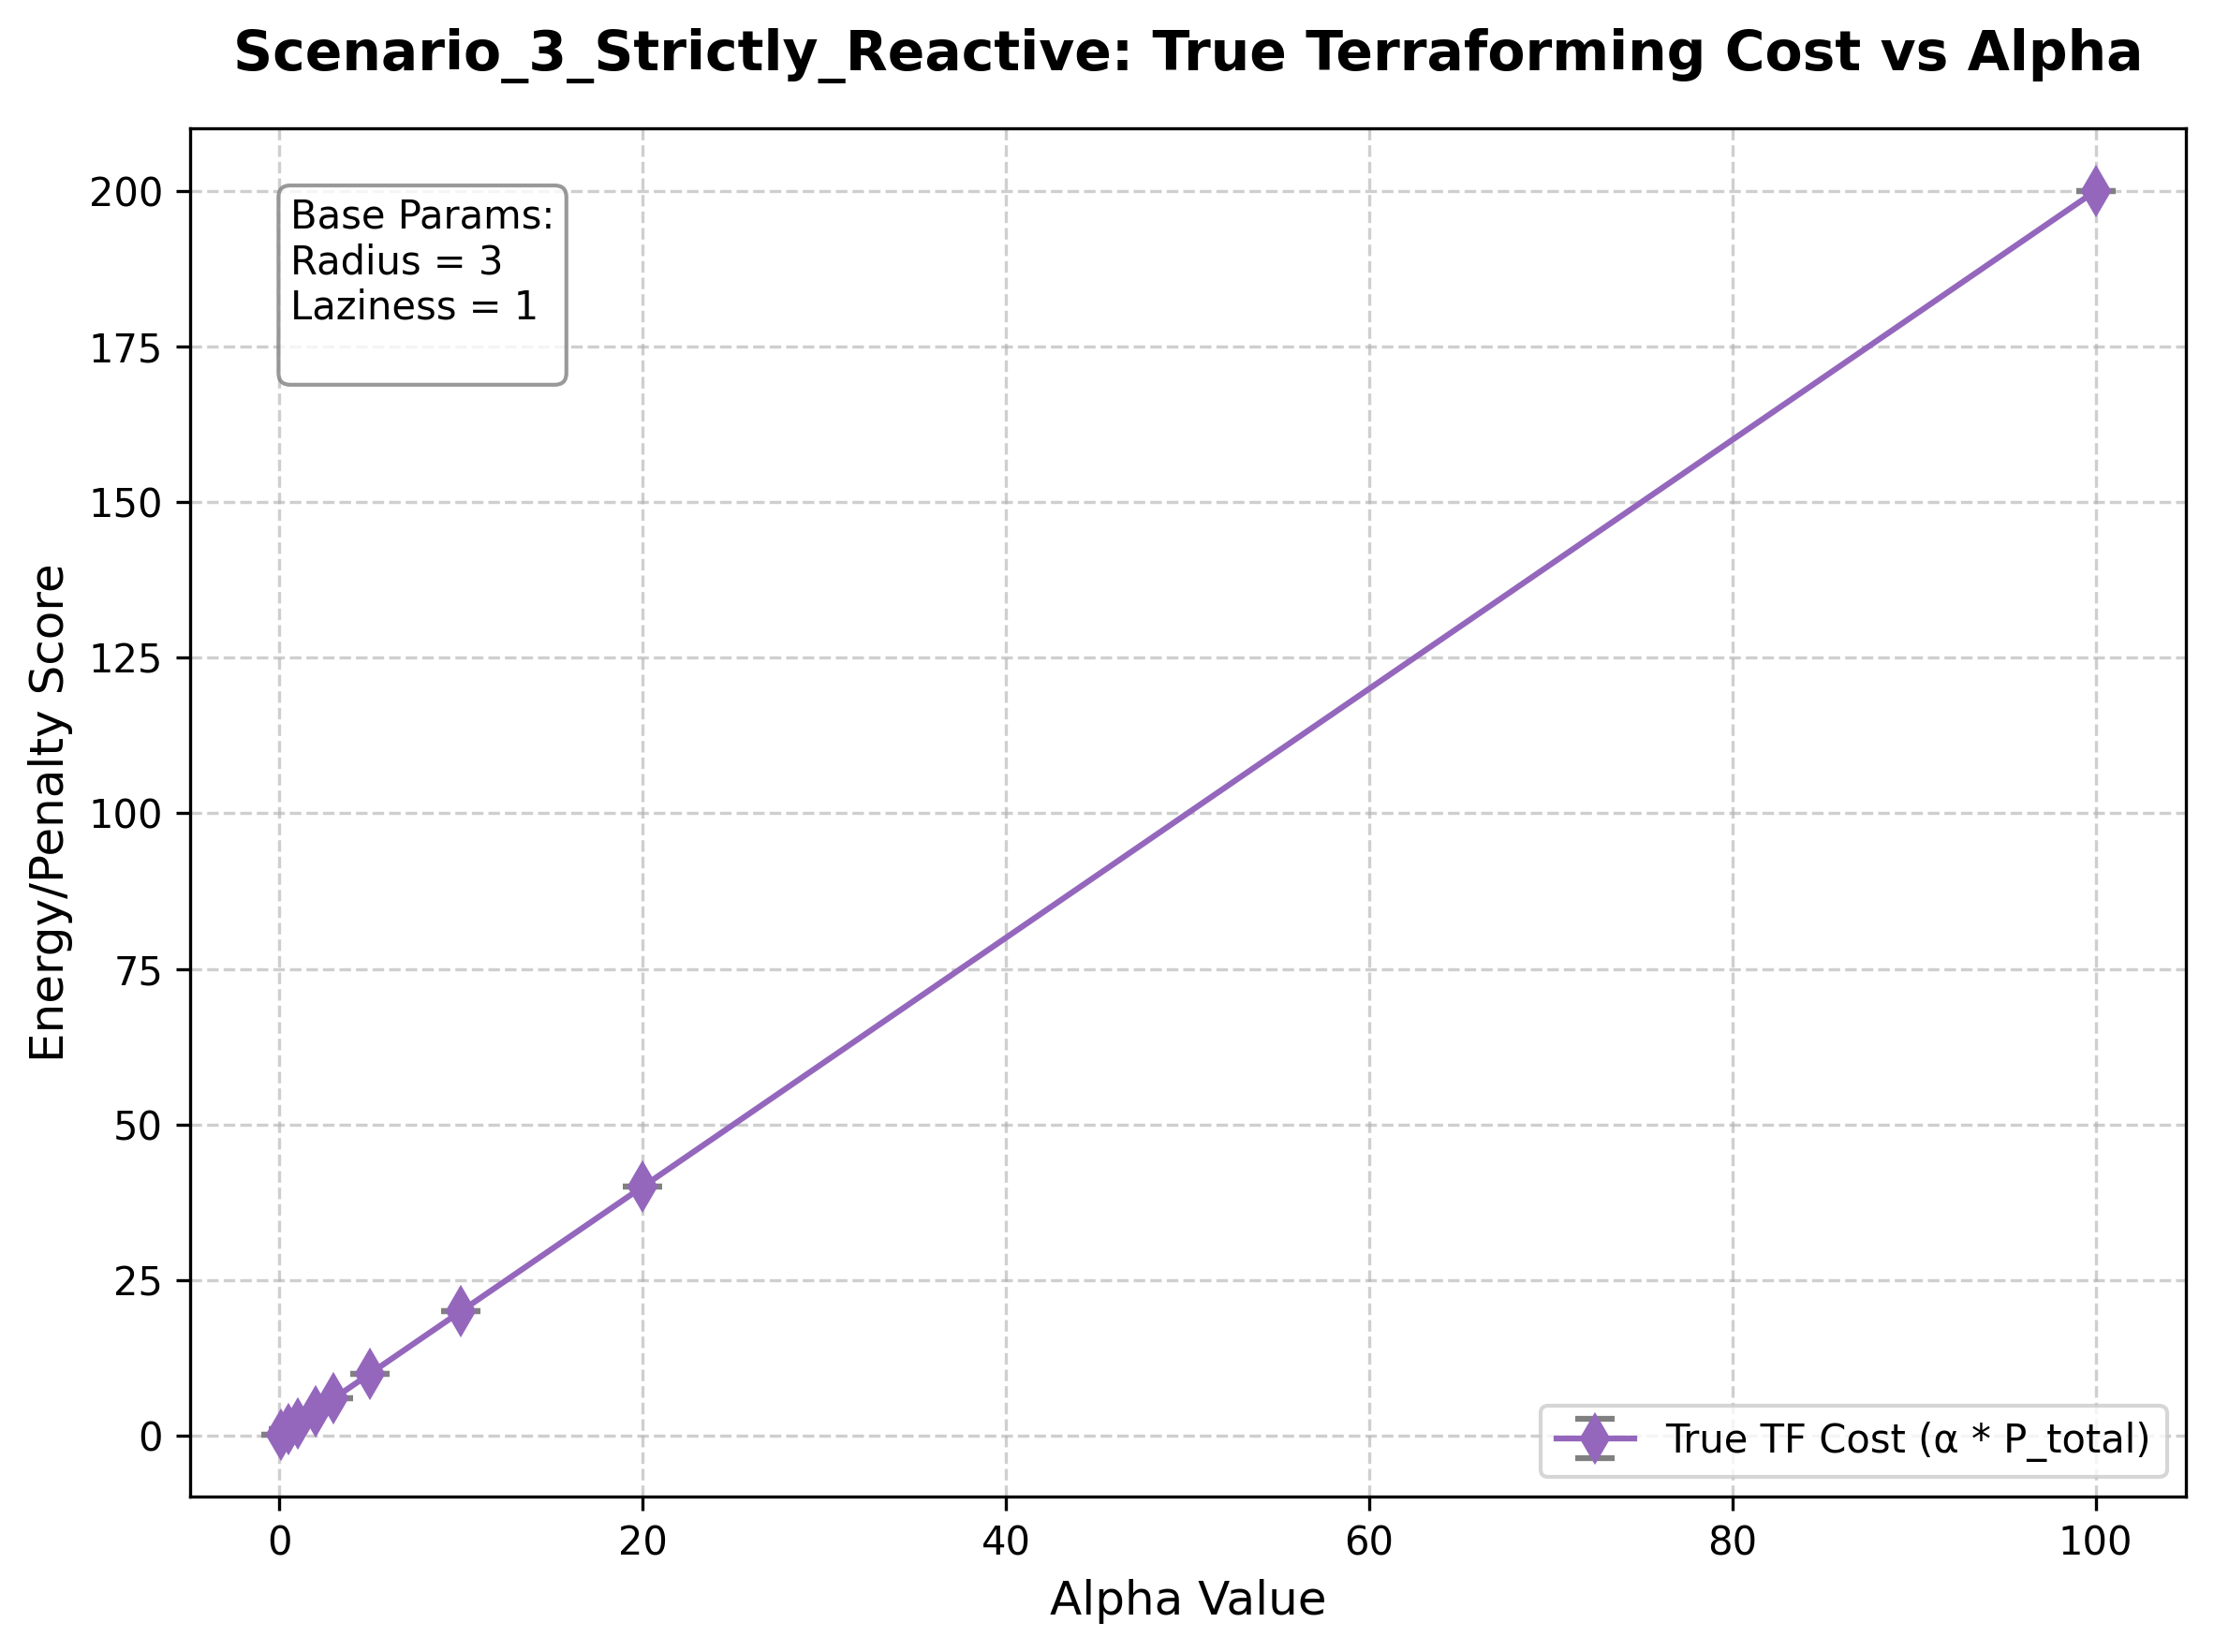 Scenario_3_Strictly_Reactive: True Terraforming Cost vs Alpha
Base Params:
Radius = 3
Laziness = 1
Energy/Penalty Score
200
175
150
125
100
75
50
25
0
0
20
40
60
80
100
Alpha Value
True TF Cost (α * P_total)